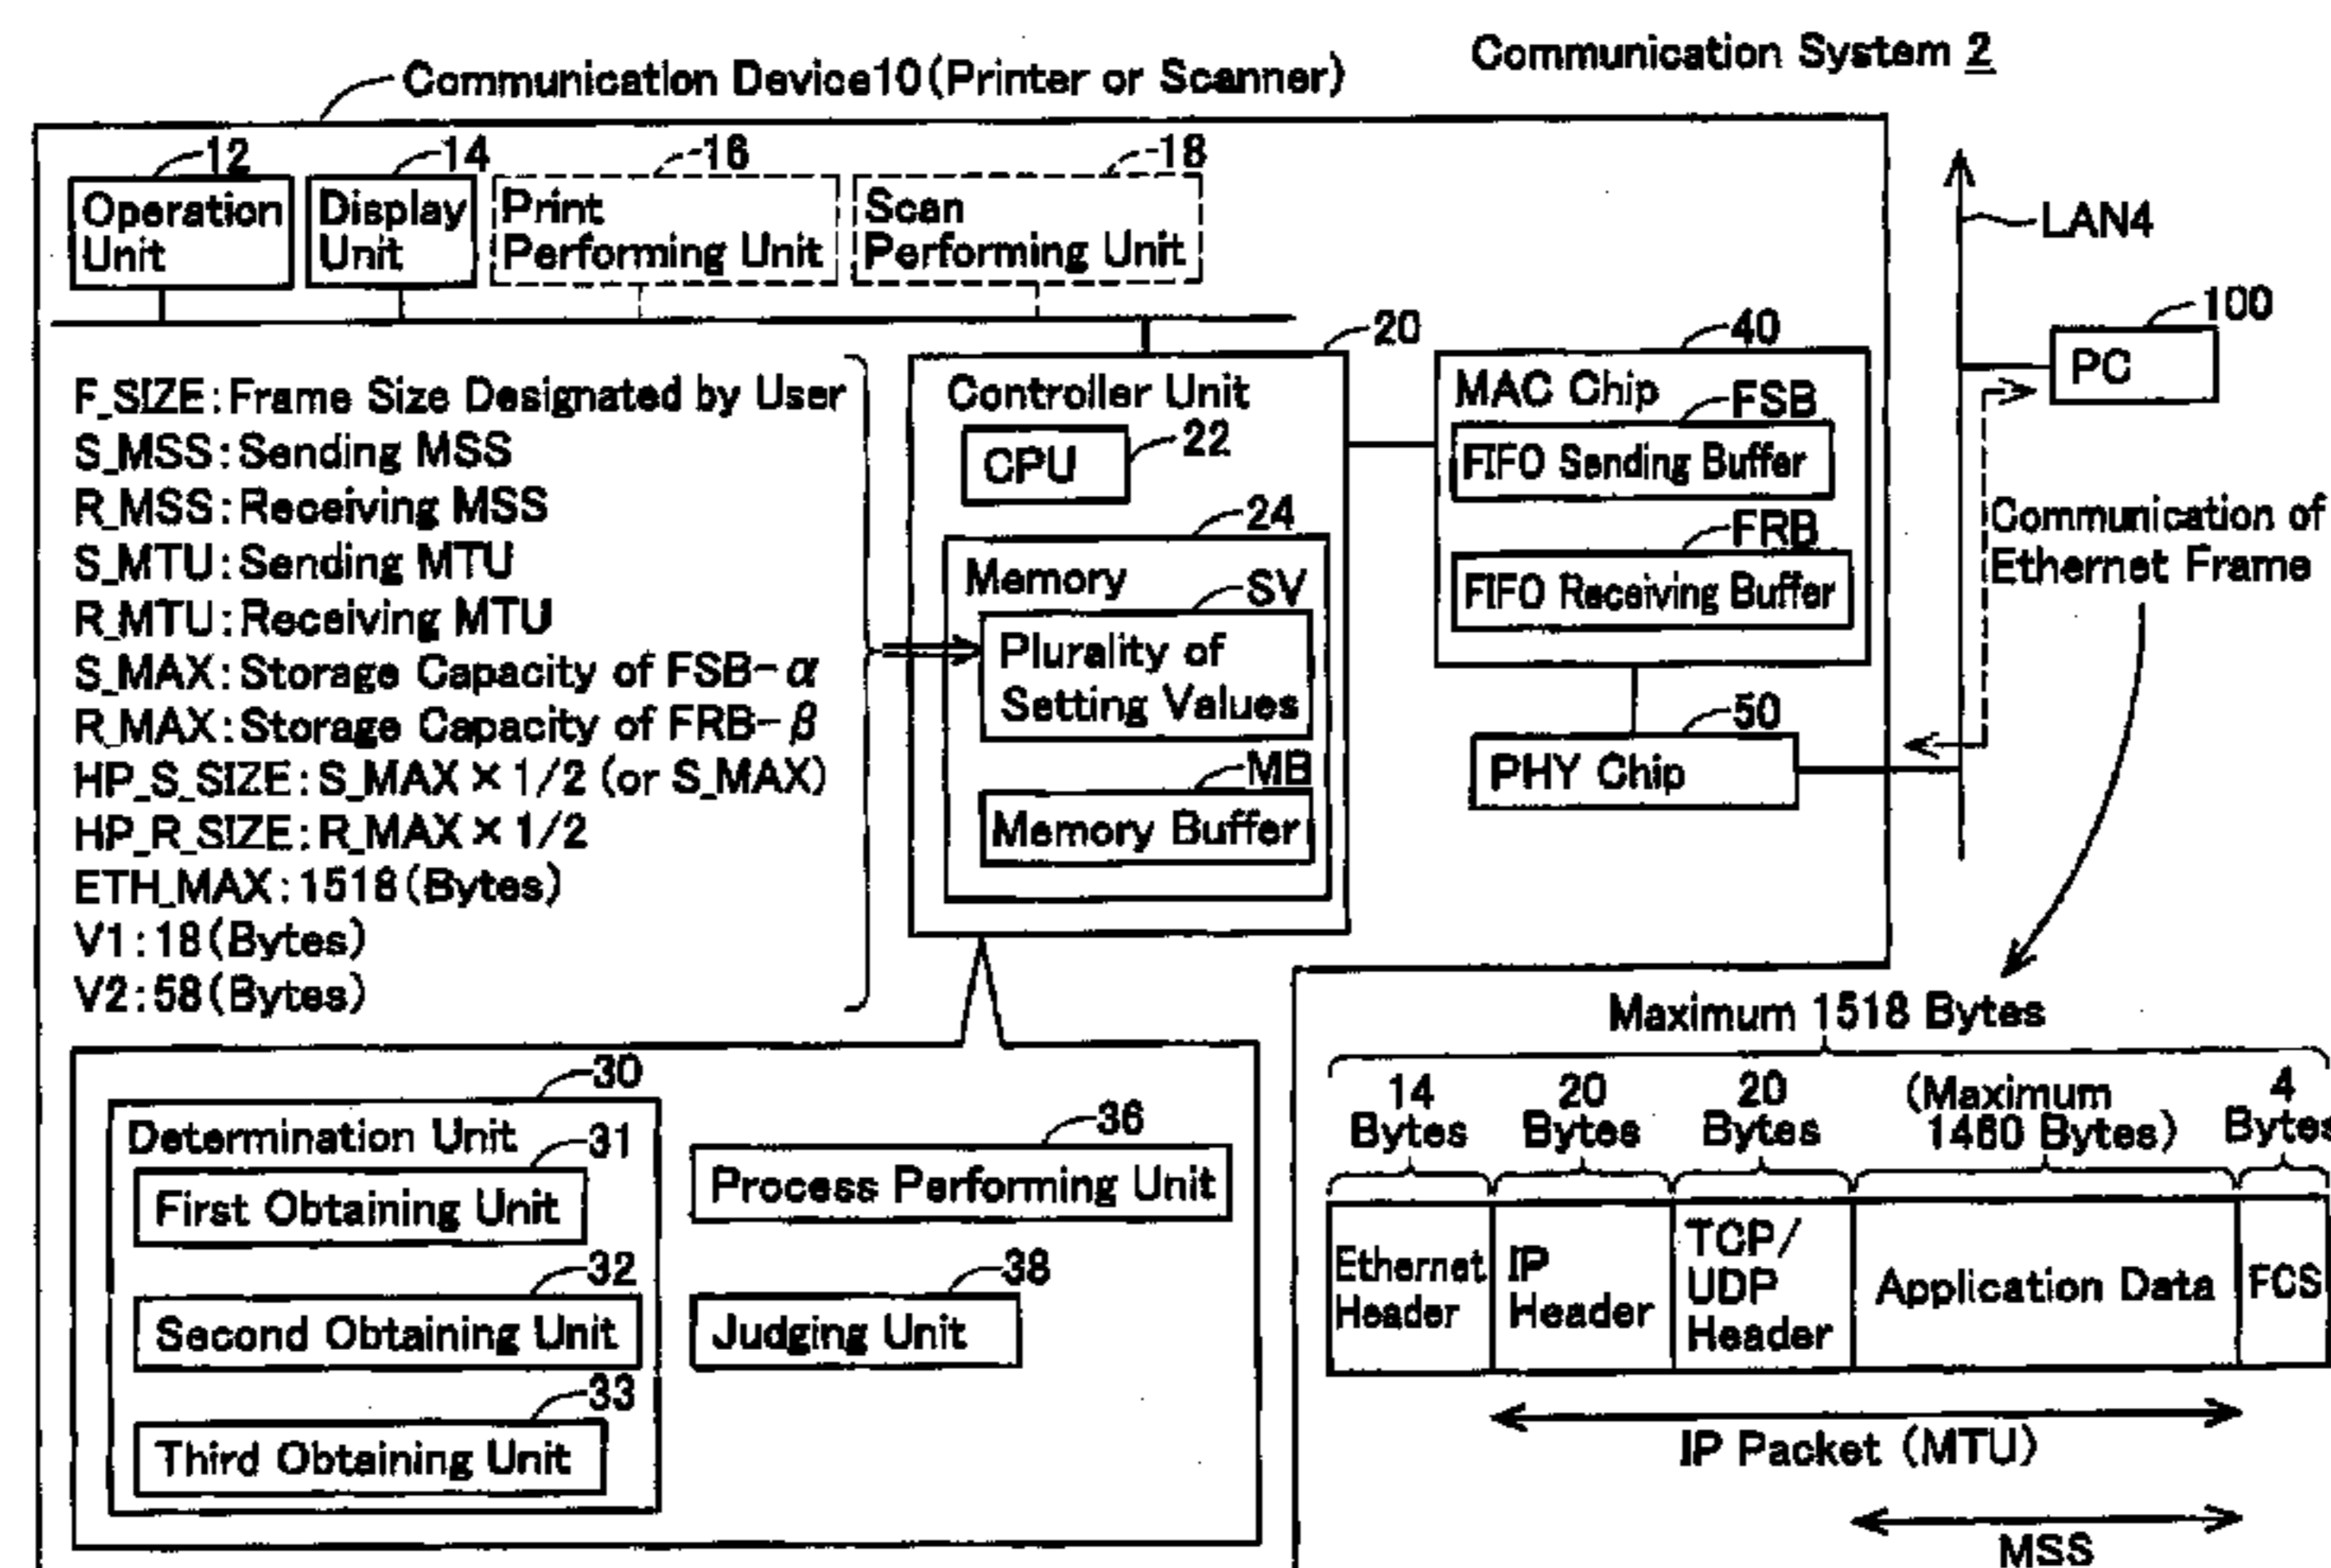 Communication System 2
Communication Device10(Printer or Scanner)
12
14
16
18
Operation
Unit
Display
Unit
Print
Performing Unit
Scan
Performing Unit
LAN4
100
PC
20
40
Controller Unit
CPU
22
24
Memory
SV
Plurality of
Setting Values
MB
Memory Buffer
MAC Chip
FSB
FIFO Sending Buffer
FRB
FIFO Receiving Buffer
50
PHY Chip
Communication of
Ethernet Frame
F_SIZE:Frame Size Designated by User
S_MSS:Sending MSS
R_MSS:Receiving MSS
S_MTU:Sending MTU
R_MTU:Receiving MTU
S_MAX:Storage Capacity of FSB-α
R_MAX:Storage Capacity of FRB-β
HP_S_SIZE:S_MAX×1/2(or S_MAX)
HP_R_SIZE:R_MAX×1/2
ETH_MAX:1518(Bytes)
V1:18(Bytes)
V2:58(Bytes)
30
Determination Unit
31
First Obtaining Unit
32
Second Obtaining Unit
33
Third Obtaining Unit
36
Process Performing Unit
38
Judging Unit
Maximum 1518 Bytes
14
Bytes
20
Bytes
20
Bytes
(Maximum
1460 Bytes)
4
Bytes
Ethernet
Header
IP
Header
TCP/
UDP
Header
Application Data
FCS
IP Packet (MTU)
MSS